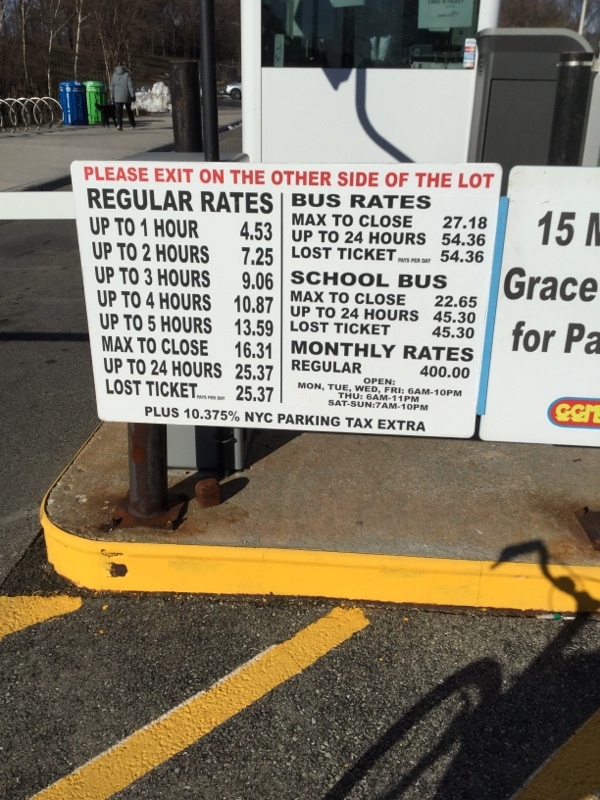 PLEASE EXIT ON THE OTHER SIDE OF THE LOT
REGULAR RATES
UP TO 1 HOUR 4.53
UP TO 2 HOURS 7.25
UP TO 3 HOURS 9.06
UP TO 4 HOURS 10.87
UP TO 5 HOURS 13.59
MAX TO CLOSE 16.31
UP TO 24 HOURS 25.37
LOST TICKET PAYS PER DAY 25.37
BUS RATES
MAX TO CLOSE 27.18
UP TO 24 HOURS 54.36
LOST TICKET PAYS PER DAY 54.36
SCHOOL BUS
MAX TO CLOSE 22.65
UP TO 24 HOURS 45.30
LOST TICKET 45.30
MONTHLY RATES
REGULAR 400.00
OPEN:
MON, TUE, WED, FRI: 6AM-10PM
THU: 6AM-11PM
SAT-SUN:7AM-10PM
PLUS 10.375% NYC PARKING TAX EXTRA
15
Grace
for